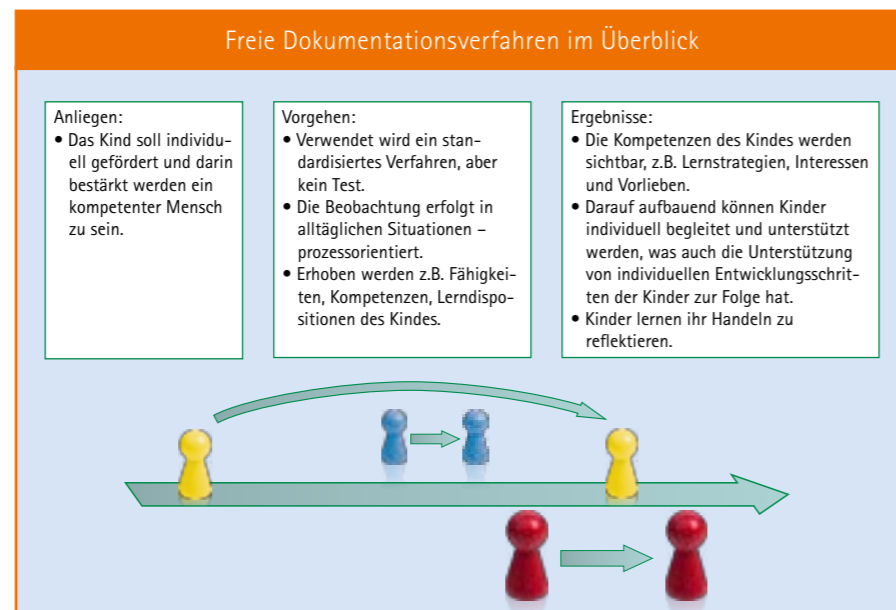 Freie Dokumentationsverfahren im Überblick
Anliegen:
• Das Kind soll individu-
ell gefördert und darin
bestärkt werden ein
kompetenter Mensch
zu sein.
Vorgehen:
• Verwendet wird ein stan-
dardisiertes Verfahren, aber
kein Test.
• Die Beobachtung erfolgt in
alltäglichen Situationen –
prozessorientiert.
• Erhoben werden z.B. Fähigkei-
ten, Kompetenzen, Lerndispo-
sitionen des Kindes.
Ergebnisse:
• Die Kompetenzen des Kindes werden
sichtbar, z.B. Lernstrategien, Interessen
und Vorlieben.
• Darauf aufbauend können Kinder
individuell begleitet und unterstützt
werden, was auch die Unterstützung
von individuellen Entwicklungsschrit-
ten der Kinder zur Folge hat.
• Kinder lernen ihr Handeln zu
reflektieren.